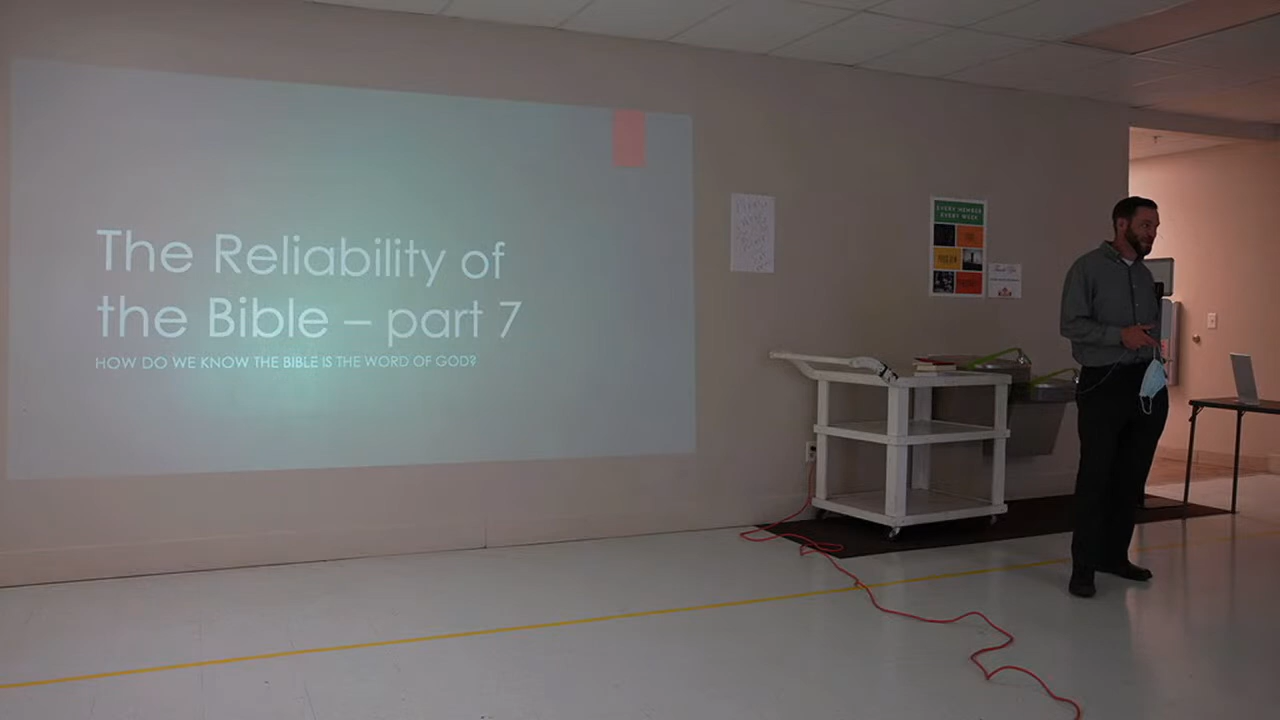 The Reliability of
the Bible – part 7
HOW DO WE KNOW THE BIBLE IS THE WORD OF GOD?
EVERY MEMBER
EVERY WEEK